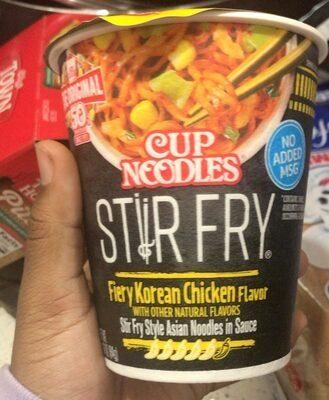 ORIGINAL
50
CUP
NOODLES
NO
ADDED
MSG
STIR FRY®
Fiery Korean Chicken Flavor
WITH OTHER NATURAL FLAVORS
Stir Fry Style Asian Noodles in Sauce